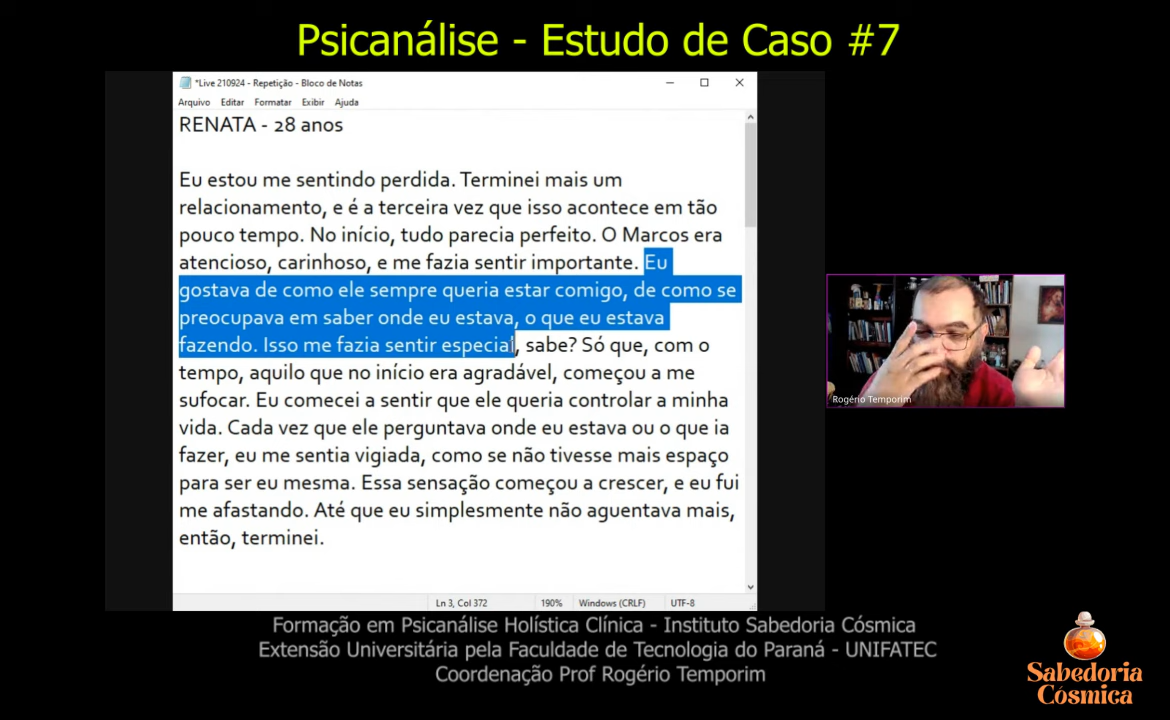 Psicanálise - Estudo de Caso #7
*Live 210924 - Repetição - Bloco de Notas
Arquivo Editar Formatar Exibir Ajuda
RENATA - 28 anos
Eu estou me sentindo perdida. Terminei mais um
relacionamento, e é a terceira vez que isso acontece em tão
pouco tempo. No início, tudo parecia perfeito. O Marcos era
atencioso, carinhoso, e me fazia sentir importante. Eu
gostava de como ele sempre queria estar comigo, de como se
preocupava em saber onde eu estava, o que eu estava
fazendo. Isso me fazia sentir especial, sabe? Só que, com o
tempo, aquilo que no início era agradável, começou a me
sufocar. Eu comecei a sentir que ele queria controlar a minha
vida. Cada vez que ele perguntava onde eu estava ou o que ia
fazer, eu me sentia vigiada, como se não tivesse mais espaço
para ser eu mesma. Essa sensação começou a crescer, e eu fui
me afastando. Até que eu simplesmente não aguentava mais,
então, terminei.
Ln 3, Col 372 190% Windows (CRLF) UTF-8
Rogério Temporim
Formação em Psicanálise Holística Clínica - Instituto Sabedoria Cósmica
Extensão Universitária pela Faculdade de Tecnologia do Paraná - UNIFATEC
Coordenação Prof Rogério Temporim
Sabedoria
Cósmica